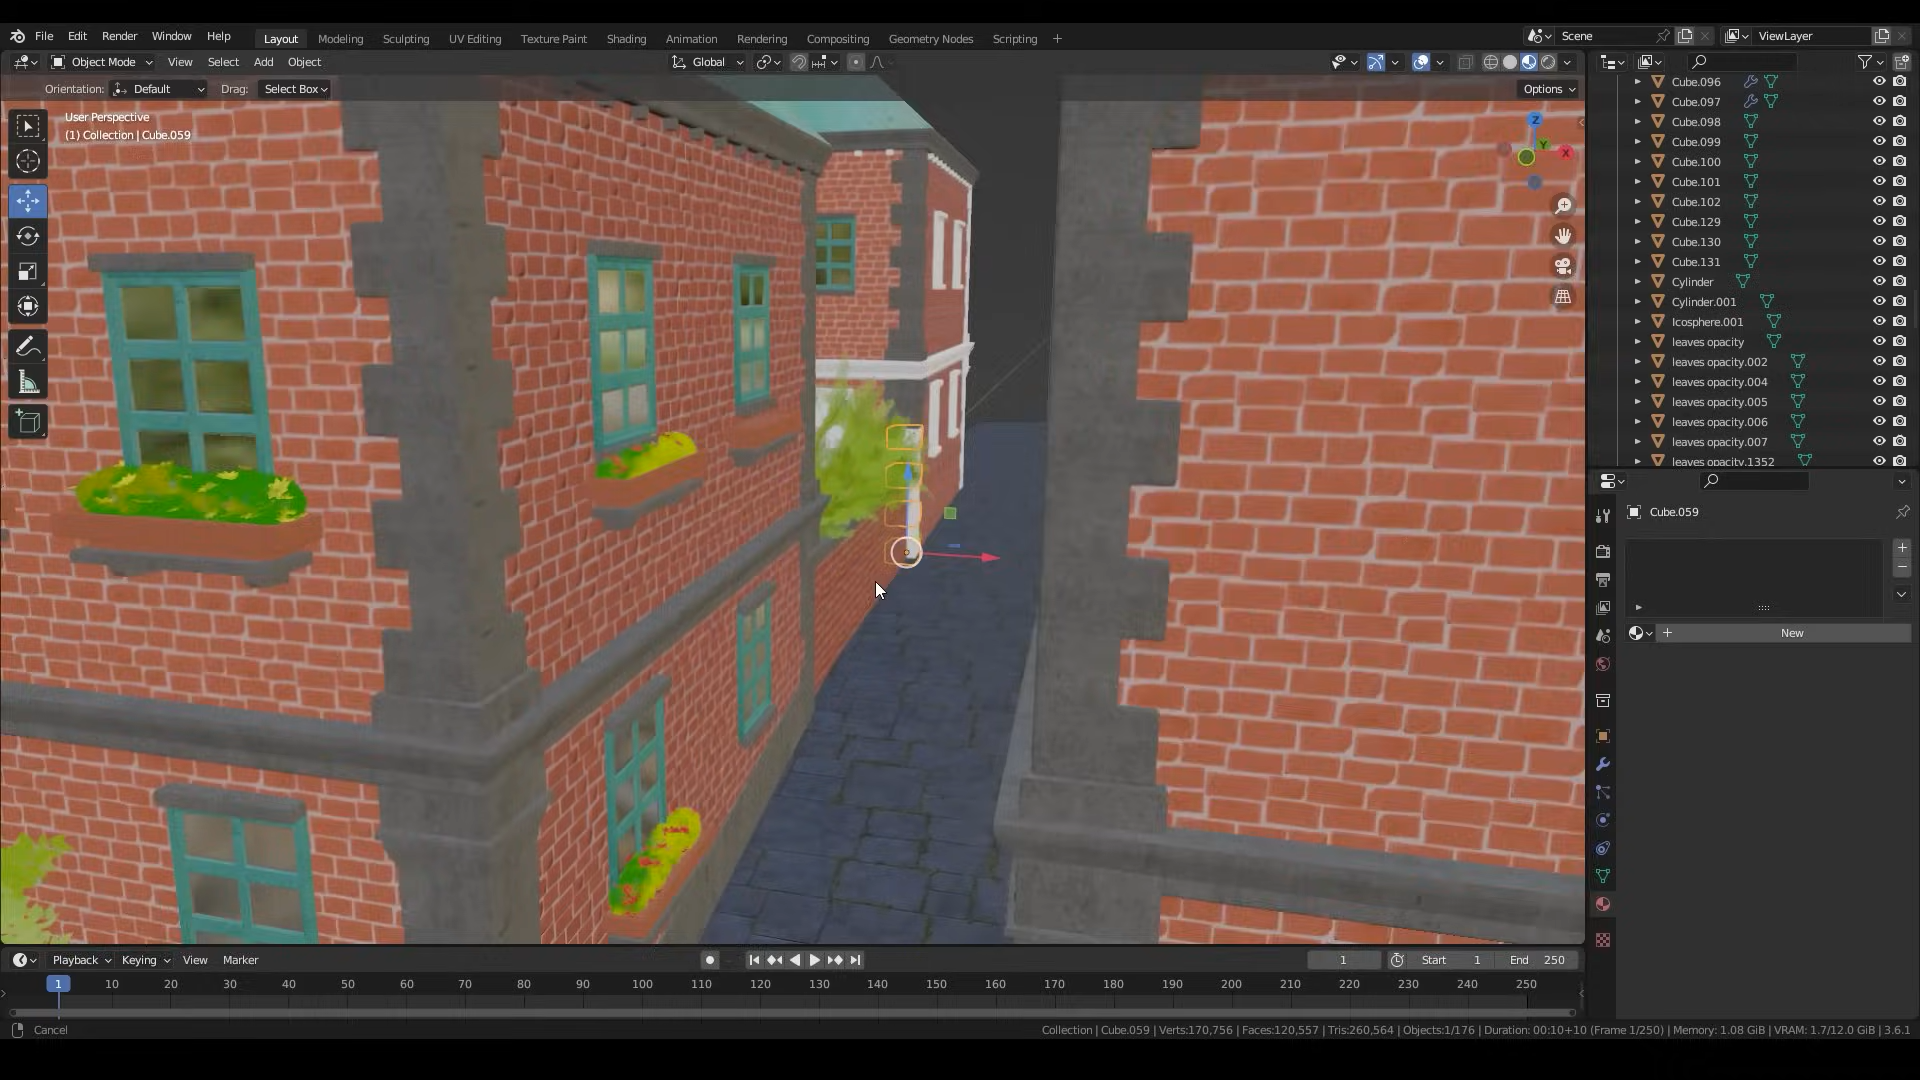 File Edit Render Window Help Layout Modeling Sculpting UV Editing Texture Paint Shading Animation Rendering Compositing Geometry Nodes Scripting + Scene ViewLayer
Object Mode View Select Add Object Global
Orientation: Default Drag: Select Box Options
User Perspective
(1) Collection | Cube.059
Z
Y
X
Cube.096
Cube.097
Cube.098
Cube.099
Cube.100
Cube.101
Cube.102
Cube.129
Cube.130
Cube.131
Cylinder
Cylinder.001
Icosphere.001
leaves opacity
leaves opacity.002
leaves opacity.004
leaves opacity.005
leaves opacity.006
leaves opacity.007
leaves opacity.1352
Cube.059
New
Playback Keying View Marker 1 Start 1 End 250
1 10 20 30 40 50 60 70 80 90 100 110 120 130 140 150 160 170 180 190 200 210 220 230 240 250
Cancel Collection | Cube.059 | Verts:170,756 | Faces:120,557 | Tris:260,564 | Objects:1/176 | Duration: 00:10+10 (Frame 1/250) | Memory: 1.08 GiB | VRAM: 1.7/12.0 GiB | 3.6.1